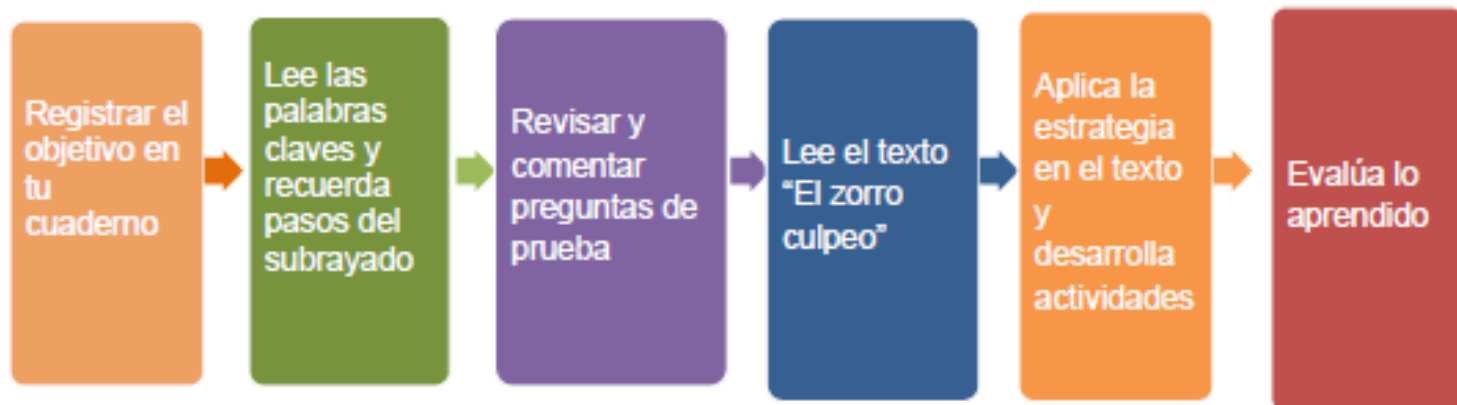 Registrar el
objetivo en
tu
cuaderno
Lee las
palabras
claves y
recuerda
pasos del
subrayado
Revisar y
comentar
preguntas de
prueba
Lee el texto
“El zorro
culpeo”
Aplica la
estrategia
en el texto
y
desarrolla
actividades
Evalúa lo
aprendido